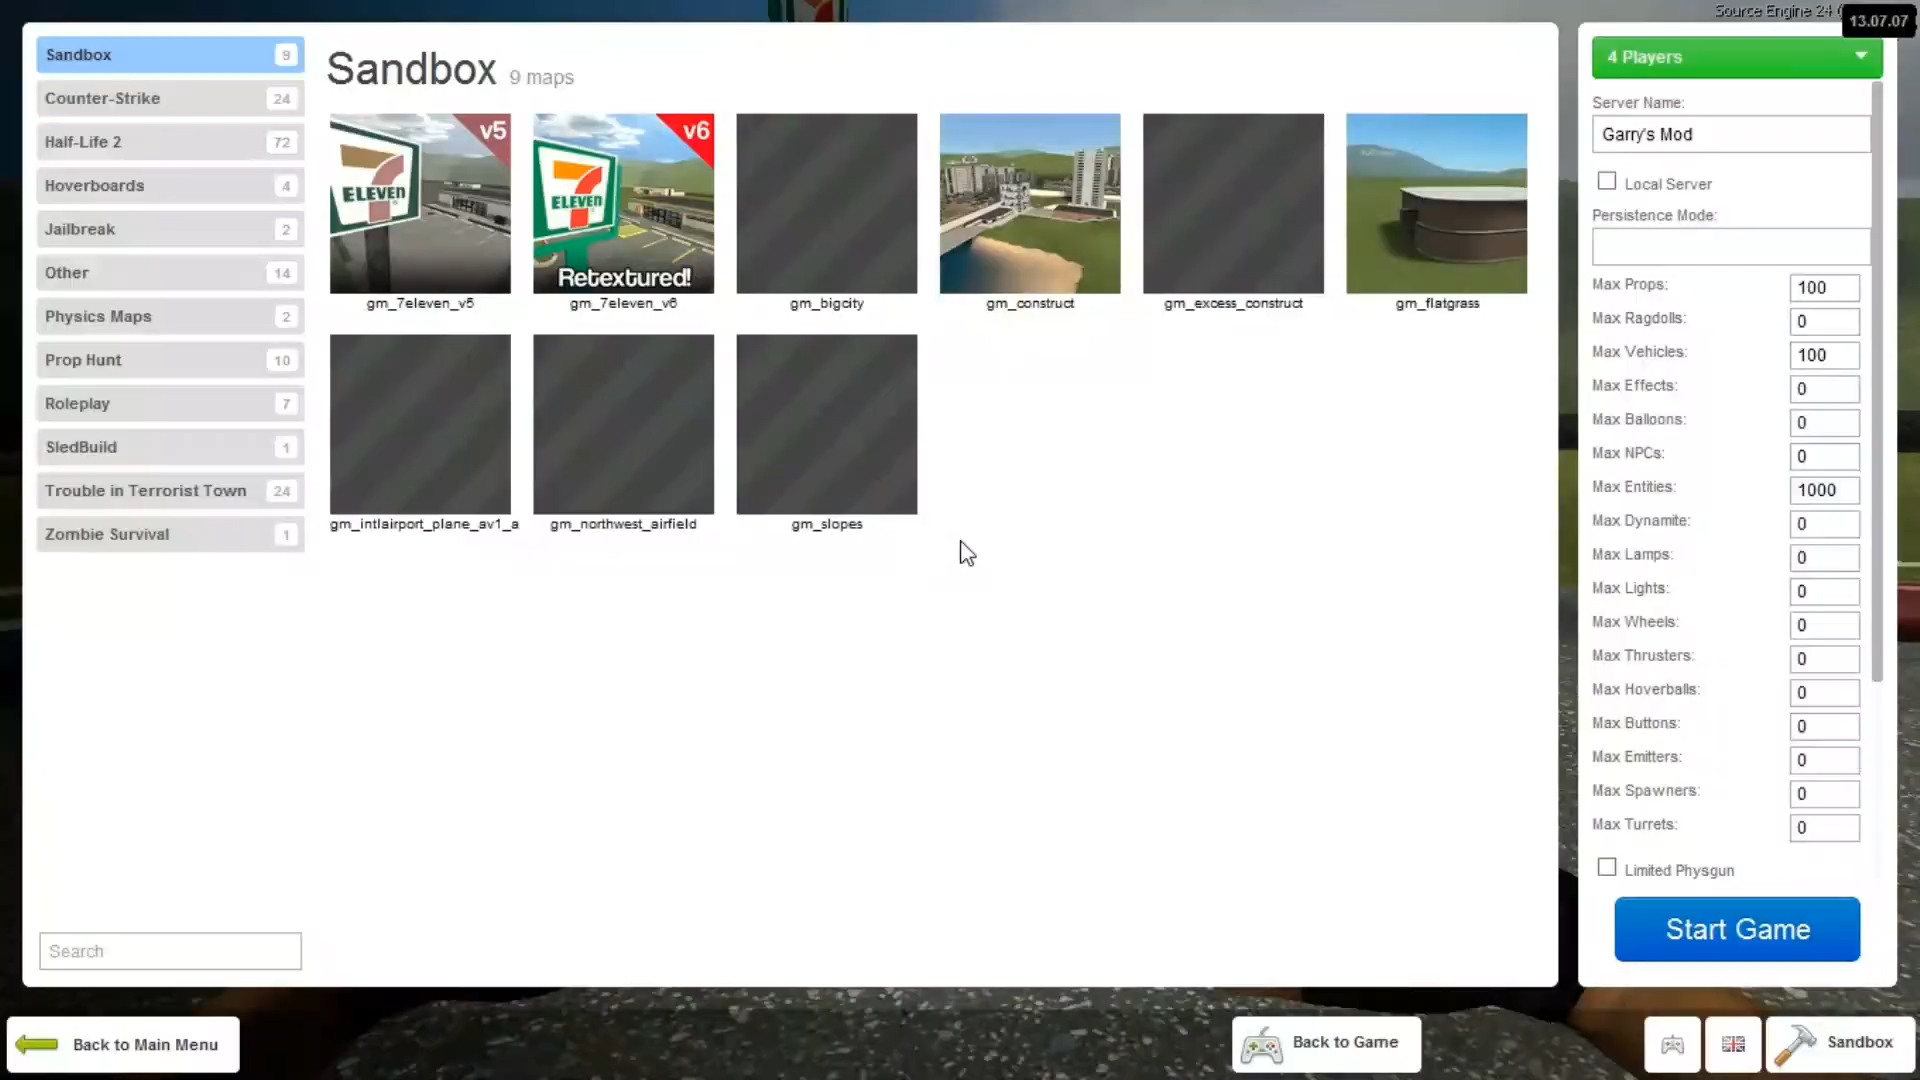 Source Engine 24
13.07.07
Sandbox 9
Counter-Strike 24
Half-Life 2 72
Hoverboards 4
Jailbreak 2
Other 14
Physics Maps 2
Prop Hunt 10
Roleplay 7
SledBuild 1
Trouble in Terrorist Town 24
Zombie Survival 1
Search
Sandbox 9 maps
v5
7
ELEVEN
v6
7
ELEVEN
Retextured!
gm_7eleven_v5
gm_7eleven_v6
gm_bigcity
gm_construct
gm_excess_construct
gm_flatgrass
gm_intlairport_plane_av1_a
gm_northwest_airfield
gm_slopes
4 Players
Server Name:
Garry's Mod
Local Server
Persistence Mode:
Max Props: 100
Max Ragdolls: 0
Max Vehicles: 100
Max Effects: 0
Max Balloons: 0
Max NPCs: 0
Max Entities: 1000
Max Dynamite: 0
Max Lamps: 0
Max Lights: 0
Max Wheels: 0
Max Thrusters: 0
Max Hoverballs: 0
Max Buttons: 0
Max Emitters: 0
Max Spawners: 0
Max Turrets: 0
Limited Physgun
Start Game
Back to Main Menu
Back to Game
Sandbox